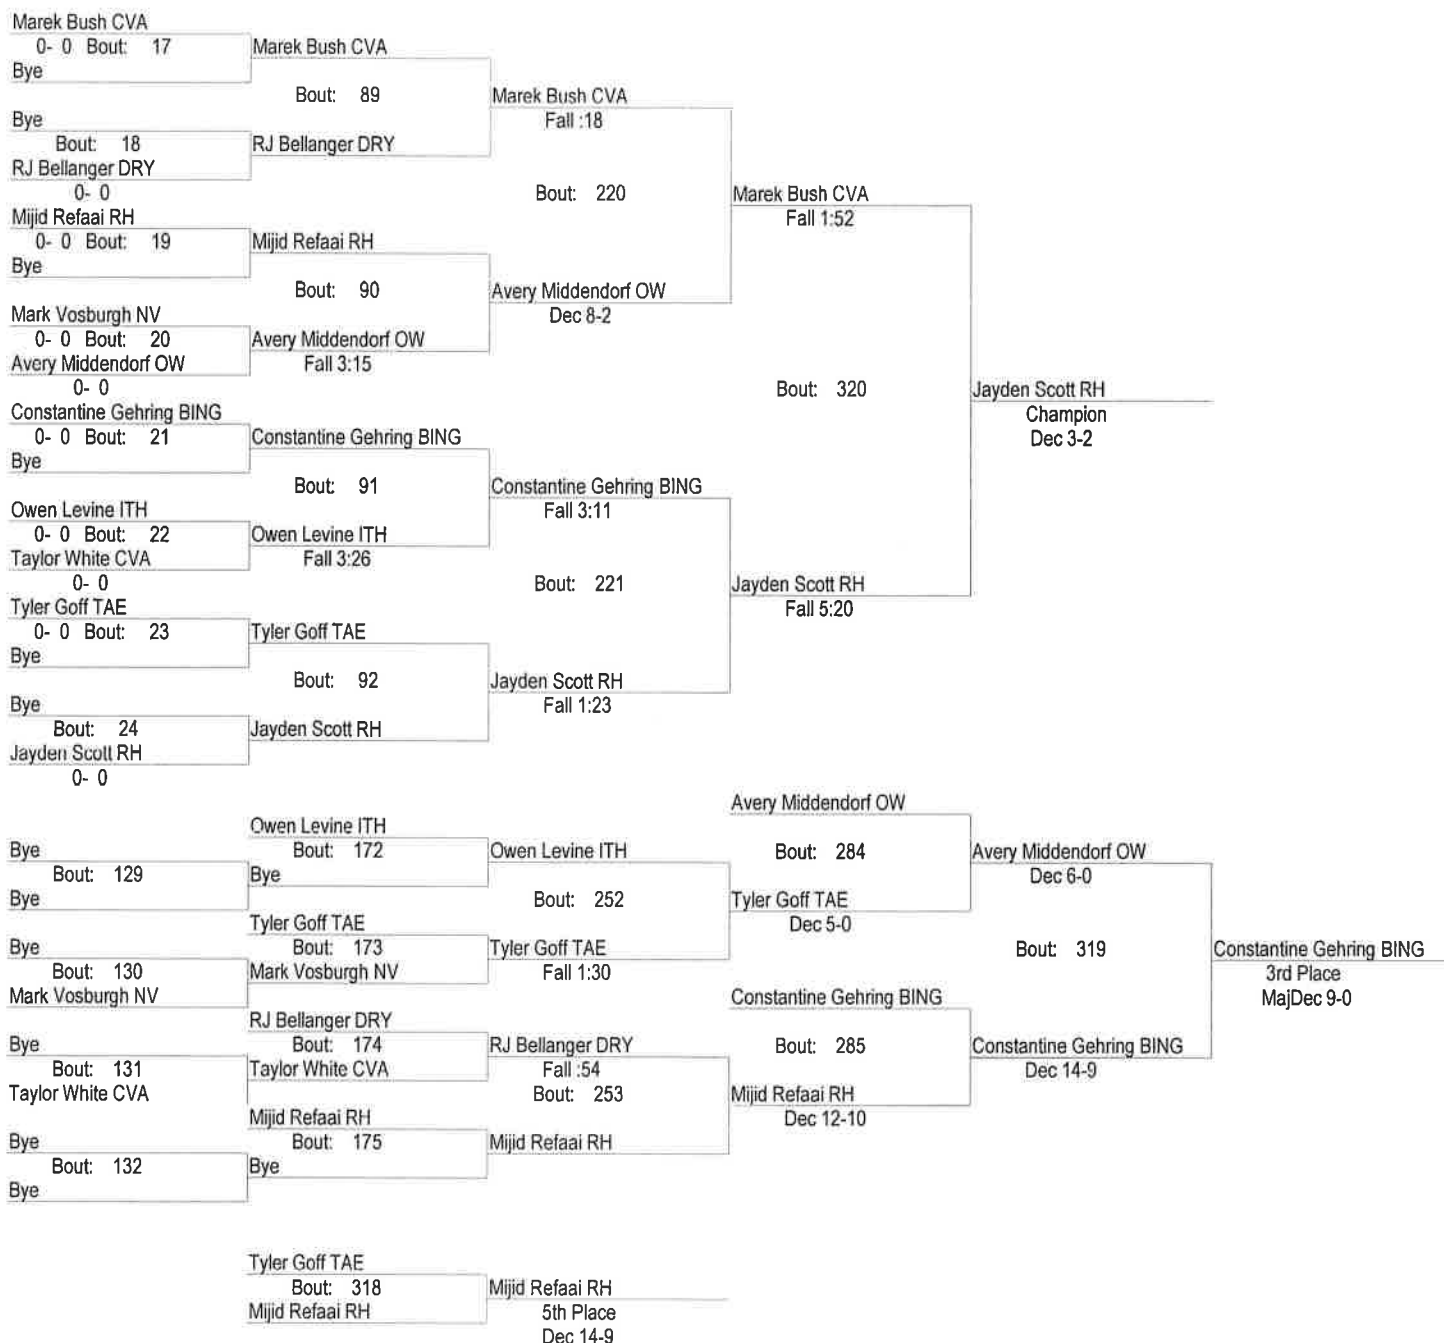 Marek Bush CVA
0- 0 Bout: 17
Bye
Marek Bush CVA
Bout: 89
Bye
Bout: 18
RJ Bellanger DRY
0- 0
RJ Bellanger DRY
Marek Bush CVA
Fall :18
Bout: 220
Mijid Refaai RH
0- 0 Bout: 19
Bye
Mijid Refaai RH
Bout: 90
Mark Vosburgh NV
0- 0 Bout: 20
Avery Middendorf OW
0- 0
Avery Middendorf OW
Fall 3:15
Avery Middendorf OW
Dec 8-2
Marek Bush CVA
Fall 1:52
Bout: 320
Constantine Gehring BING
0- 0 Bout: 21
Bye
Constantine Gehring BING
Bout: 91
Owen Levine ITH
0- 0 Bout: 22
Taylor White CVA
0- 0
Owen Levine ITH
Fall 3:26
Constantine Gehring BING
Fall 3:11
Bout: 221
Tyler Goff TAE
0- 0 Bout: 23
Bye
Tyler Goff TAE
Bout: 92
Bye
Bout: 24
Jayden Scott RH
0- 0
Jayden Scott RH
Jayden Scott RH
Fall 1:23
Jayden Scott RH
Fall 5:20
Jayden Scott RH
Champion
Dec 3-2
Bye
Bout: 129
Bye
Owen Levine ITH
Bout: 172
Bye
Owen Levine ITH
Bout: 252
Bye
Bout: 130
Mark Vosburgh NV
Tyler Goff TAE
Bout: 173
Mark Vosburgh NV
Tyler Goff TAE
Fall 1:30
Avery Middendorf OW
Bout: 284
Tyler Goff TAE
Dec 5-0
Avery Middendorf OW
Dec 6-0
Bout: 319
Bye
Bout: 131
Taylor White CVA
RJ Bellanger DRY
Bout: 174
Taylor White CVA
RJ Bellanger DRY
Fall :54
Bout: 253
Bye
Bout: 132
Bye
Mijid Refaai RH
Bout: 175
Bye
Mijid Refaai RH
Constantine Gehring BING
Bout: 285
Mijid Refaai RH
Dec 12-10
Constantine Gehring BING
Dec 14-9
Constantine Gehring BING
3rd Place
MajDec 9-0
Tyler Goff TAE
Bout: 318
Mijid Refaai RH
Mijid Refaai RH
5th Place
Dec 14-9